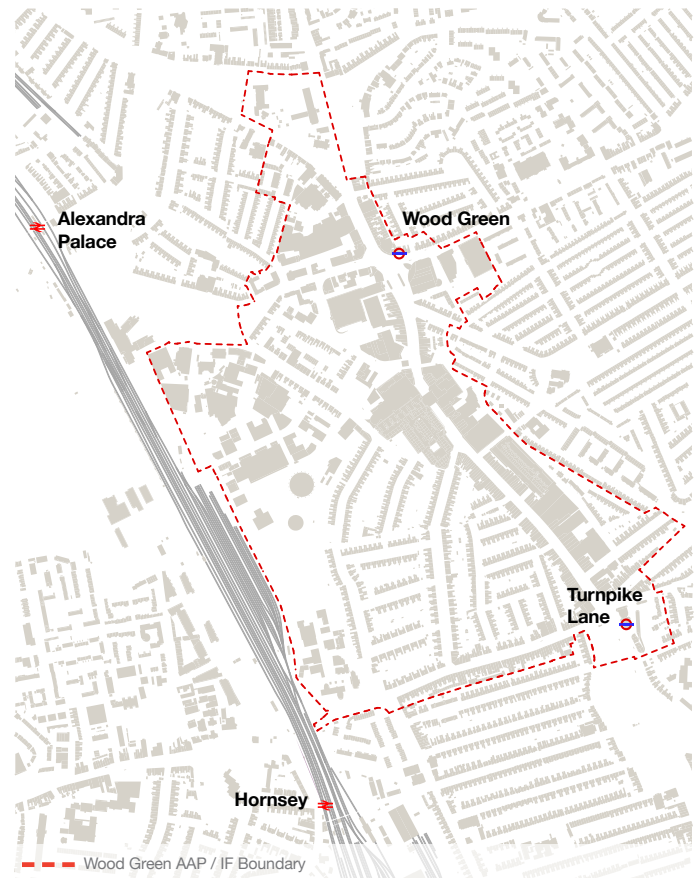 Wood Green
Alexandra
Palace
Turnpike
Lane
Hornsey
Wood Green AAP / IF Boundary